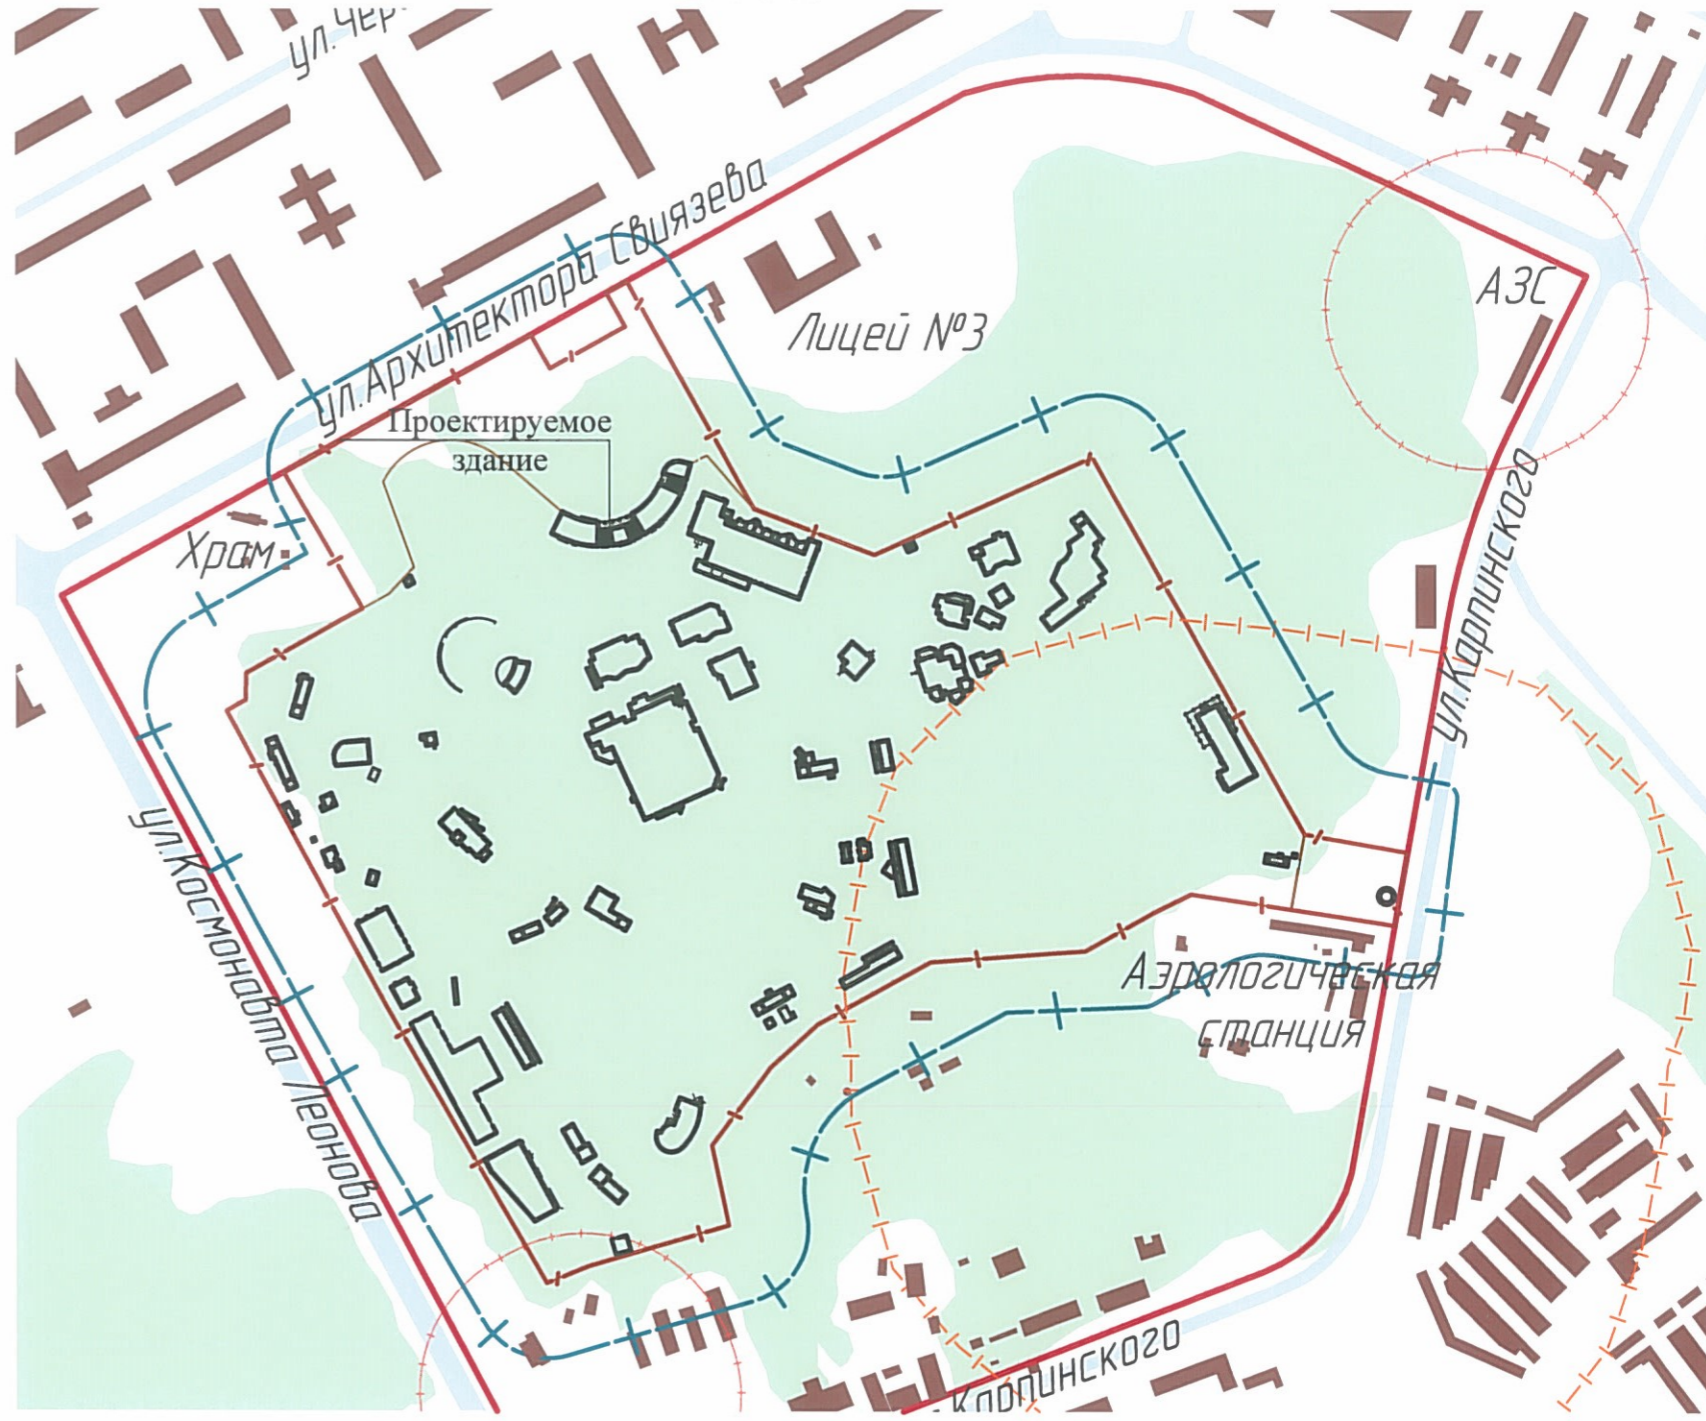 ул.Чер
ул.Архитектора Свиязева
АЗС
Лицей №3
Проектируемое
здание
ул.Карпинского
Храм
ул.Космонавта Леонова
Аэрологическая
станция
Карпинского